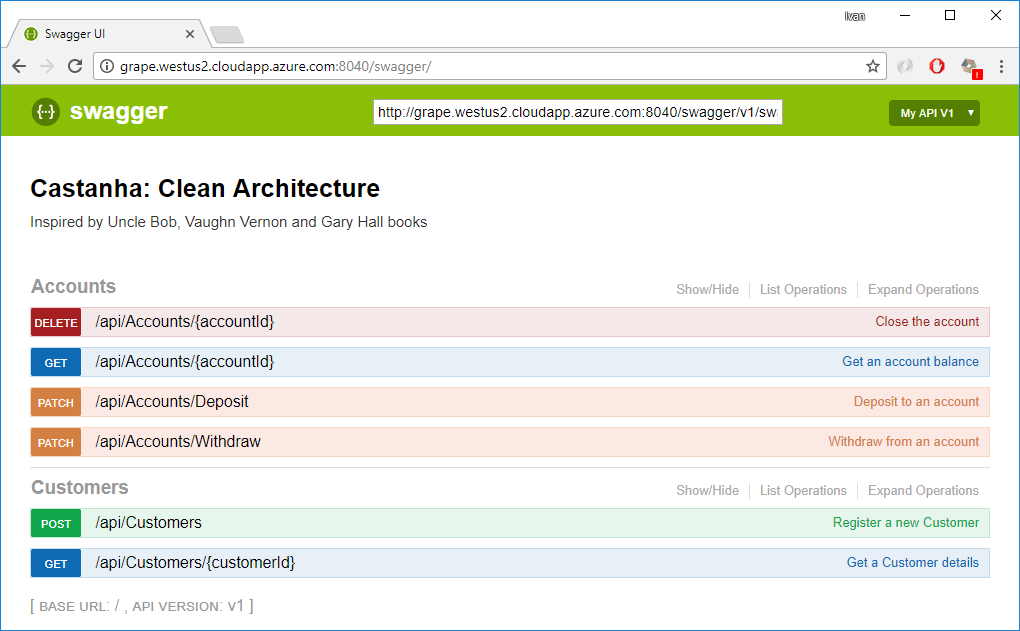 Ivan
Swagger UI
grape.westus2.cloudapp.azure.com:8040/swagger/
{···} swagger http://grape.westus2.cloudapp.azure.com:8040/swagger/v1/swa My API V1
Castanha: Clean Architecture
Inspired by Uncle Bob, Vaughn Vernon and Gary Hall books
Accounts Show/Hide List Operations Expand Operations
DELETE /api/Accounts/{accountId} Close the account
GET /api/Accounts/{accountId} Get an account balance
PATCH /api/Accounts/Deposit Deposit to an account
PATCH /api/Accounts/Withdraw Withdraw from an account
Customers Show/Hide List Operations Expand Operations
POST /api/Customers Register a new Customer
GET /api/Customers/{customerId} Get a Customer details
[ BASE URL: / , API VERSION: V1 ]